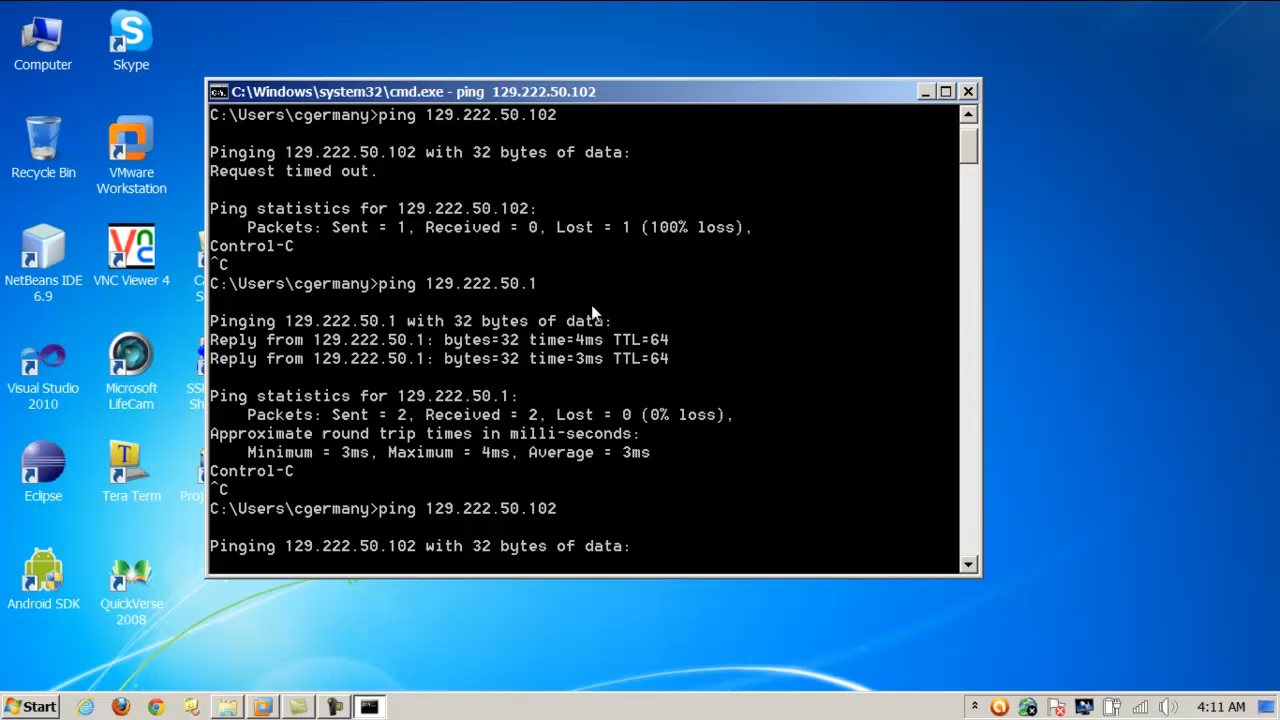 Computer
Skype
Recycle Bin
VMware
Workstation
NetBeans IDE
6.9
VNC Viewer 4
Visual Studio
2010
Microsoft
LifeCam
Eclipse
Tera Term
Android SDK
QuickVerse
2008
C:\Windows\system32\cmd.exe - ping 129.222.50.102
C:\Users\cgermany>ping 129.222.50.102
Pinging 129.222.50.102 with 32 bytes of data:
Request timed out.
Ping statistics for 129.222.50.102:
Packets: Sent = 1, Received = 0, Lost = 1 (100% loss),
Control-C
^C
C:\Users\cgermany>ping 129.222.50.1
Pinging 129.222.50.1 with 32 bytes of data:
Reply from 129.222.50.1: bytes=32 time=4ms TTL=64
Reply from 129.222.50.1: bytes=32 time=3ms TTL=64
Ping statistics for 129.222.50.1:
Packets: Sent = 2, Received = 2, Lost = 0 (0% loss),
Approximate round trip times in milli-seconds:
Minimum = 3ms, Maximum = 4ms, Average = 3ms
Control-C
^C
C:\Users\cgermany>ping 129.222.50.102
Pinging 129.222.50.102 with 32 bytes of data:
Start
4:11 AM